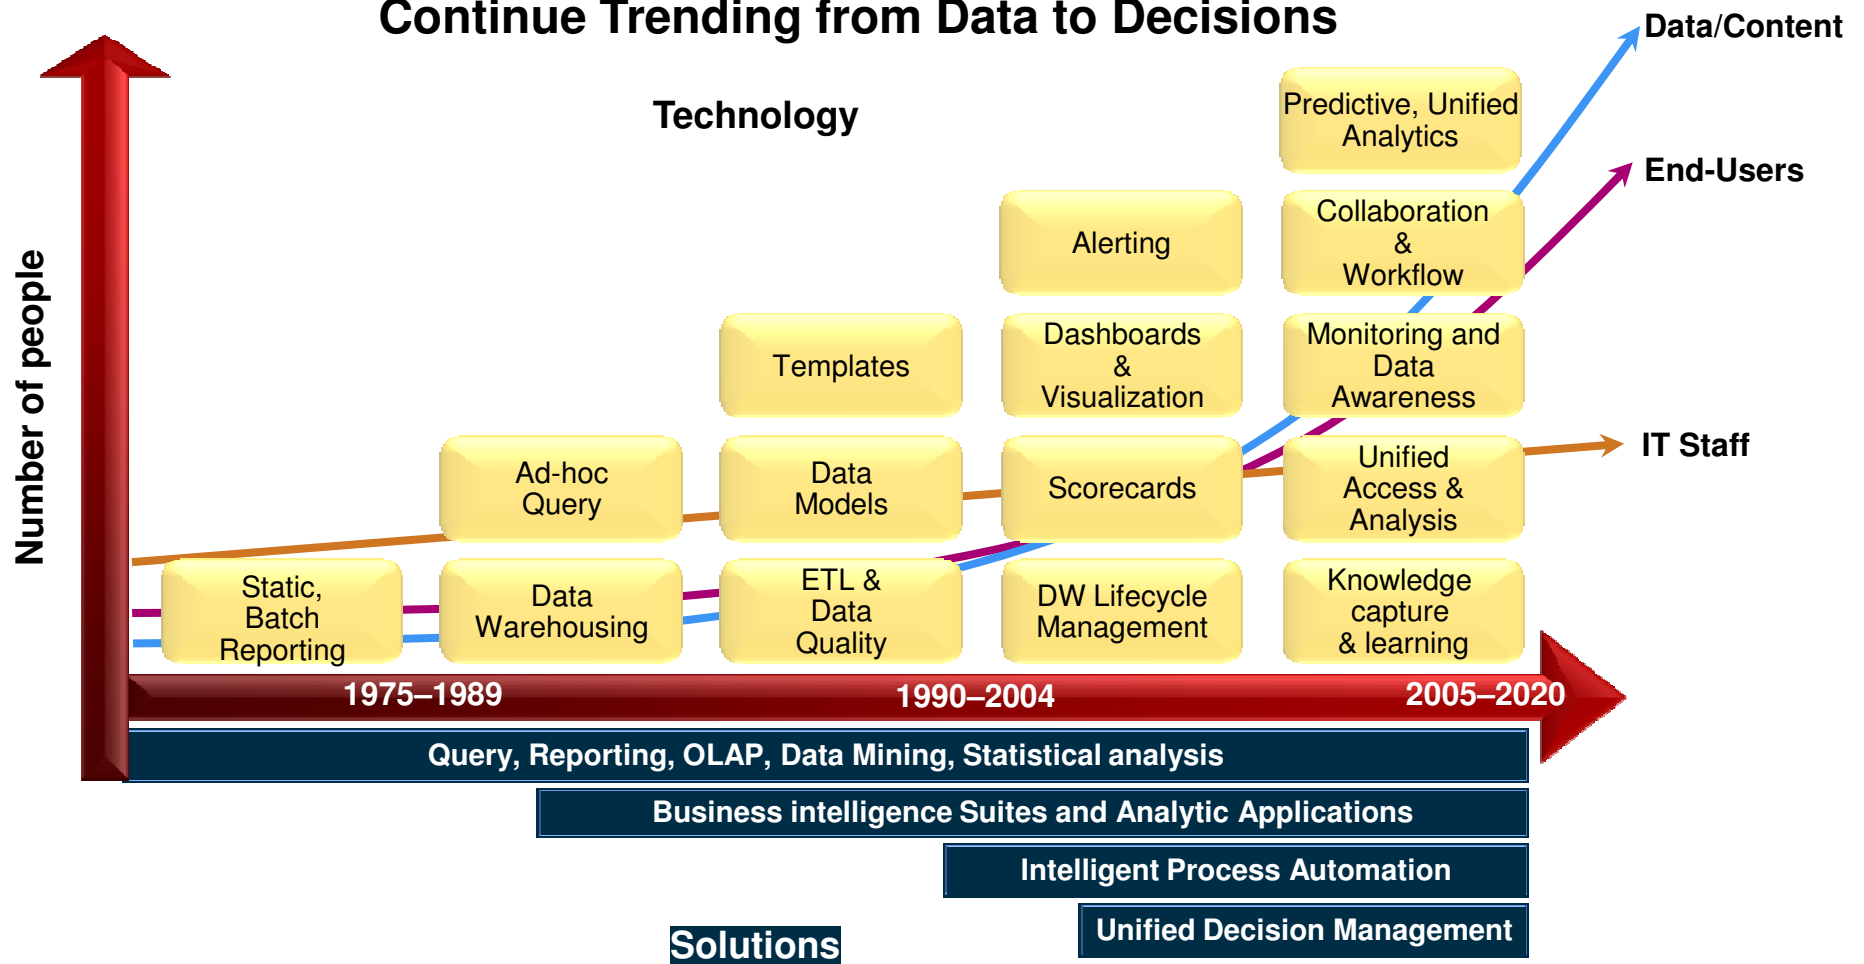 Continue Trending from Data to Decisions
Data/Content
Technology
Predictive, Unified
Analytics
End-Users
Number of people
Alerting
Collaboration
&
Workflow
Templates
Dashboards
&
Visualization
Monitoring and
Data
Awareness
IT Staff
Ad-hoc
Query
Data
Models
Scorecards
Unified
Access &
Analysis
Static,
Batch
Reporting
Data
Warehousing
ETL &
Data
Quality
DW Lifecycle
Management
Knowledge
capture
& learning
1975–1989
1990–2004
2005–2020
Query, Reporting, OLAP, Data Mining, Statistical analysis
Business intelligence Suites and Analytic Applications
Intelligent Process Automation
Unified Decision Management
Solutions